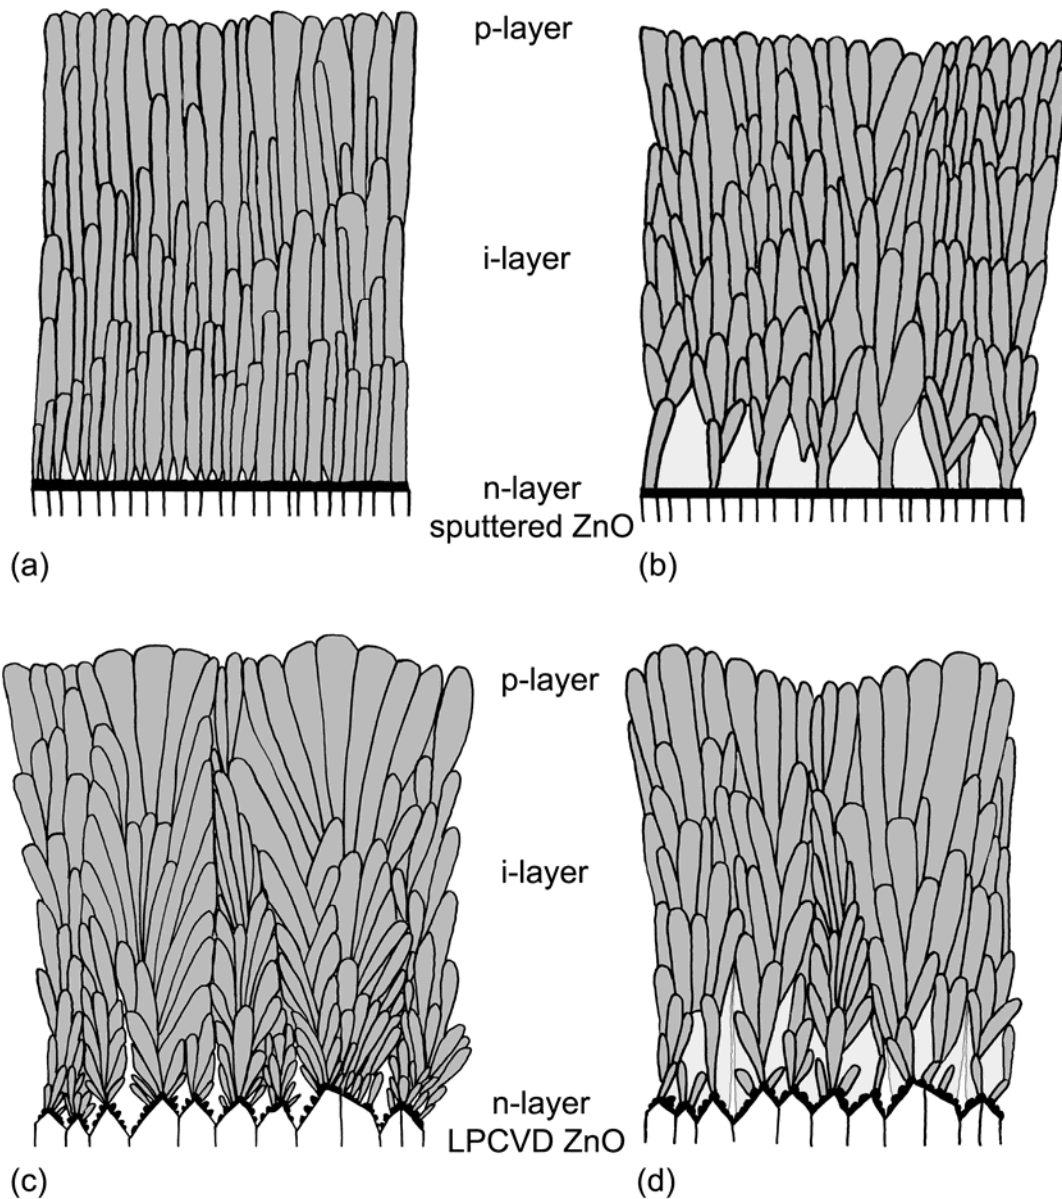 p-layer
i-layer
n-layer
sputtered ZnO
(a)
(b)
p-layer
i-layer
n-layer
LPCVD ZnO
(c)
(d)